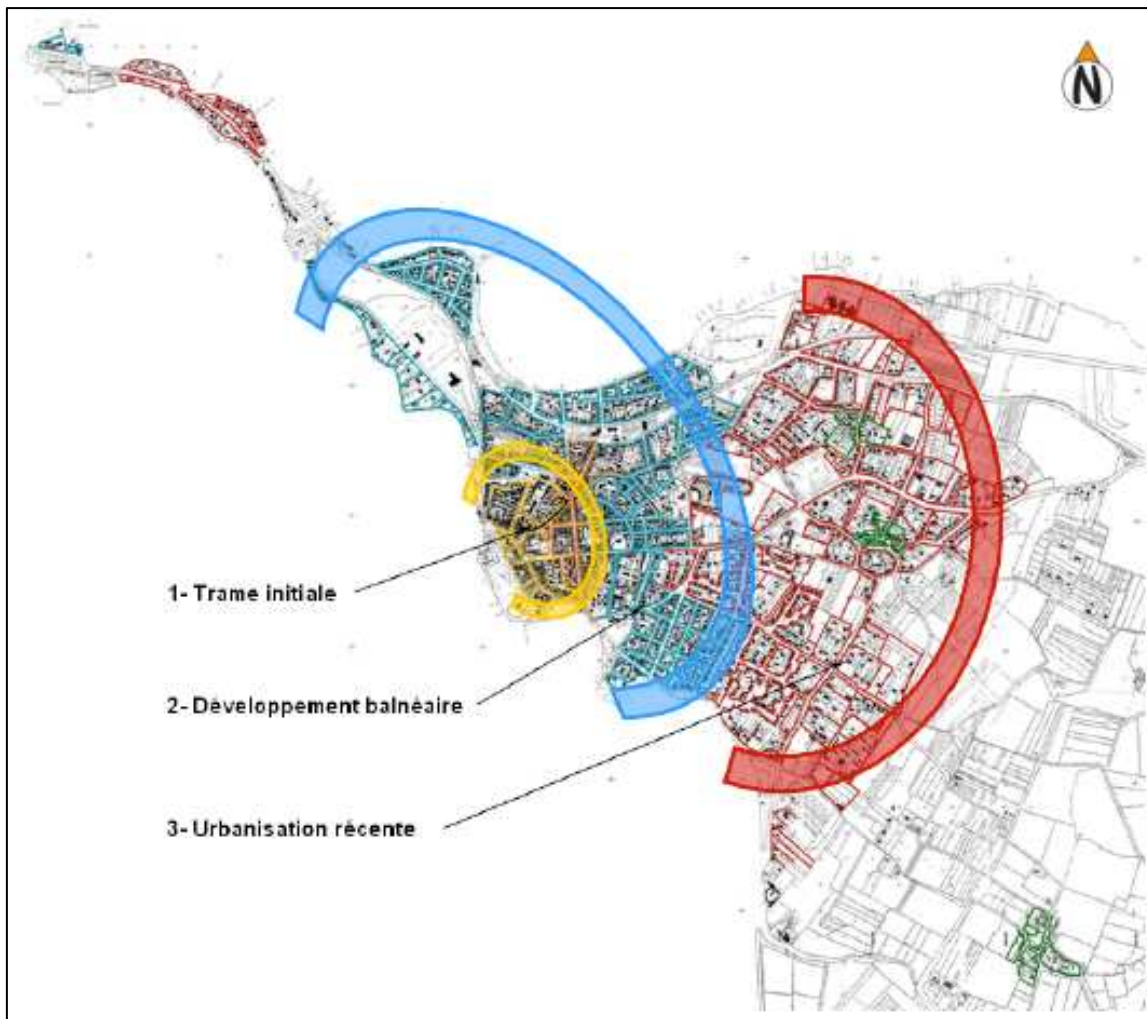 N
1- Trame initiale
2- Développement balnéaire
3- Urbanisation récente